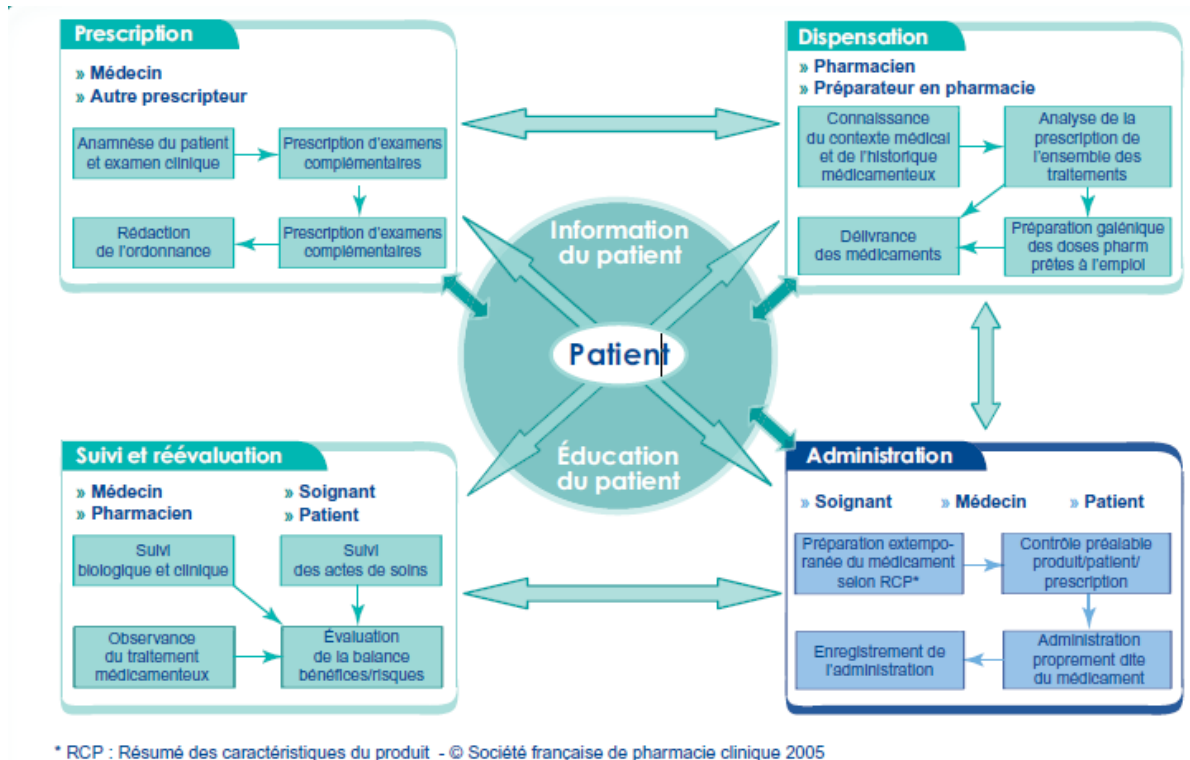 Prescription
» Médecin
» Autre prescripteur
Anamnèse du patient
et examen clinique
Prescription d'examens
complémentaires
Rédaction
de l'ordonnance
Prescription d'examens
complémentaires
Dispensation
» Pharmacien
» Préparateur en pharmacie
Connaissance
du contexte médical
et de l'historique
médicamenteux
Analyse de la
prescription de
l'ensemble des
traitements
Délivrance
des médicaments
Préparation galénique
des doses pharm
prêtes à l'emploi
Information
du patient
Patient
Éducation
du patient
Suivi et réévaluation
» Médecin
» Pharmacien
» Soignant
» Patient
Suivi
biologique et clinique
Suivi
des actes de soins
Observance
du traitement
médicamenteux
Évaluation
de la balance
bénéfices/risques
Administration
» Soignant
» Médecin
» Patient
Préparation extempo-
ranée du médicament
selon RCP*
Contrôle préalable
produit/patient/
prescription
Enregistrement de
l'administration
Administration
proprement dite
du médicament
* RCP : Résumé des caractéristiques du produit - © Société française de pharmacie clinique 2005